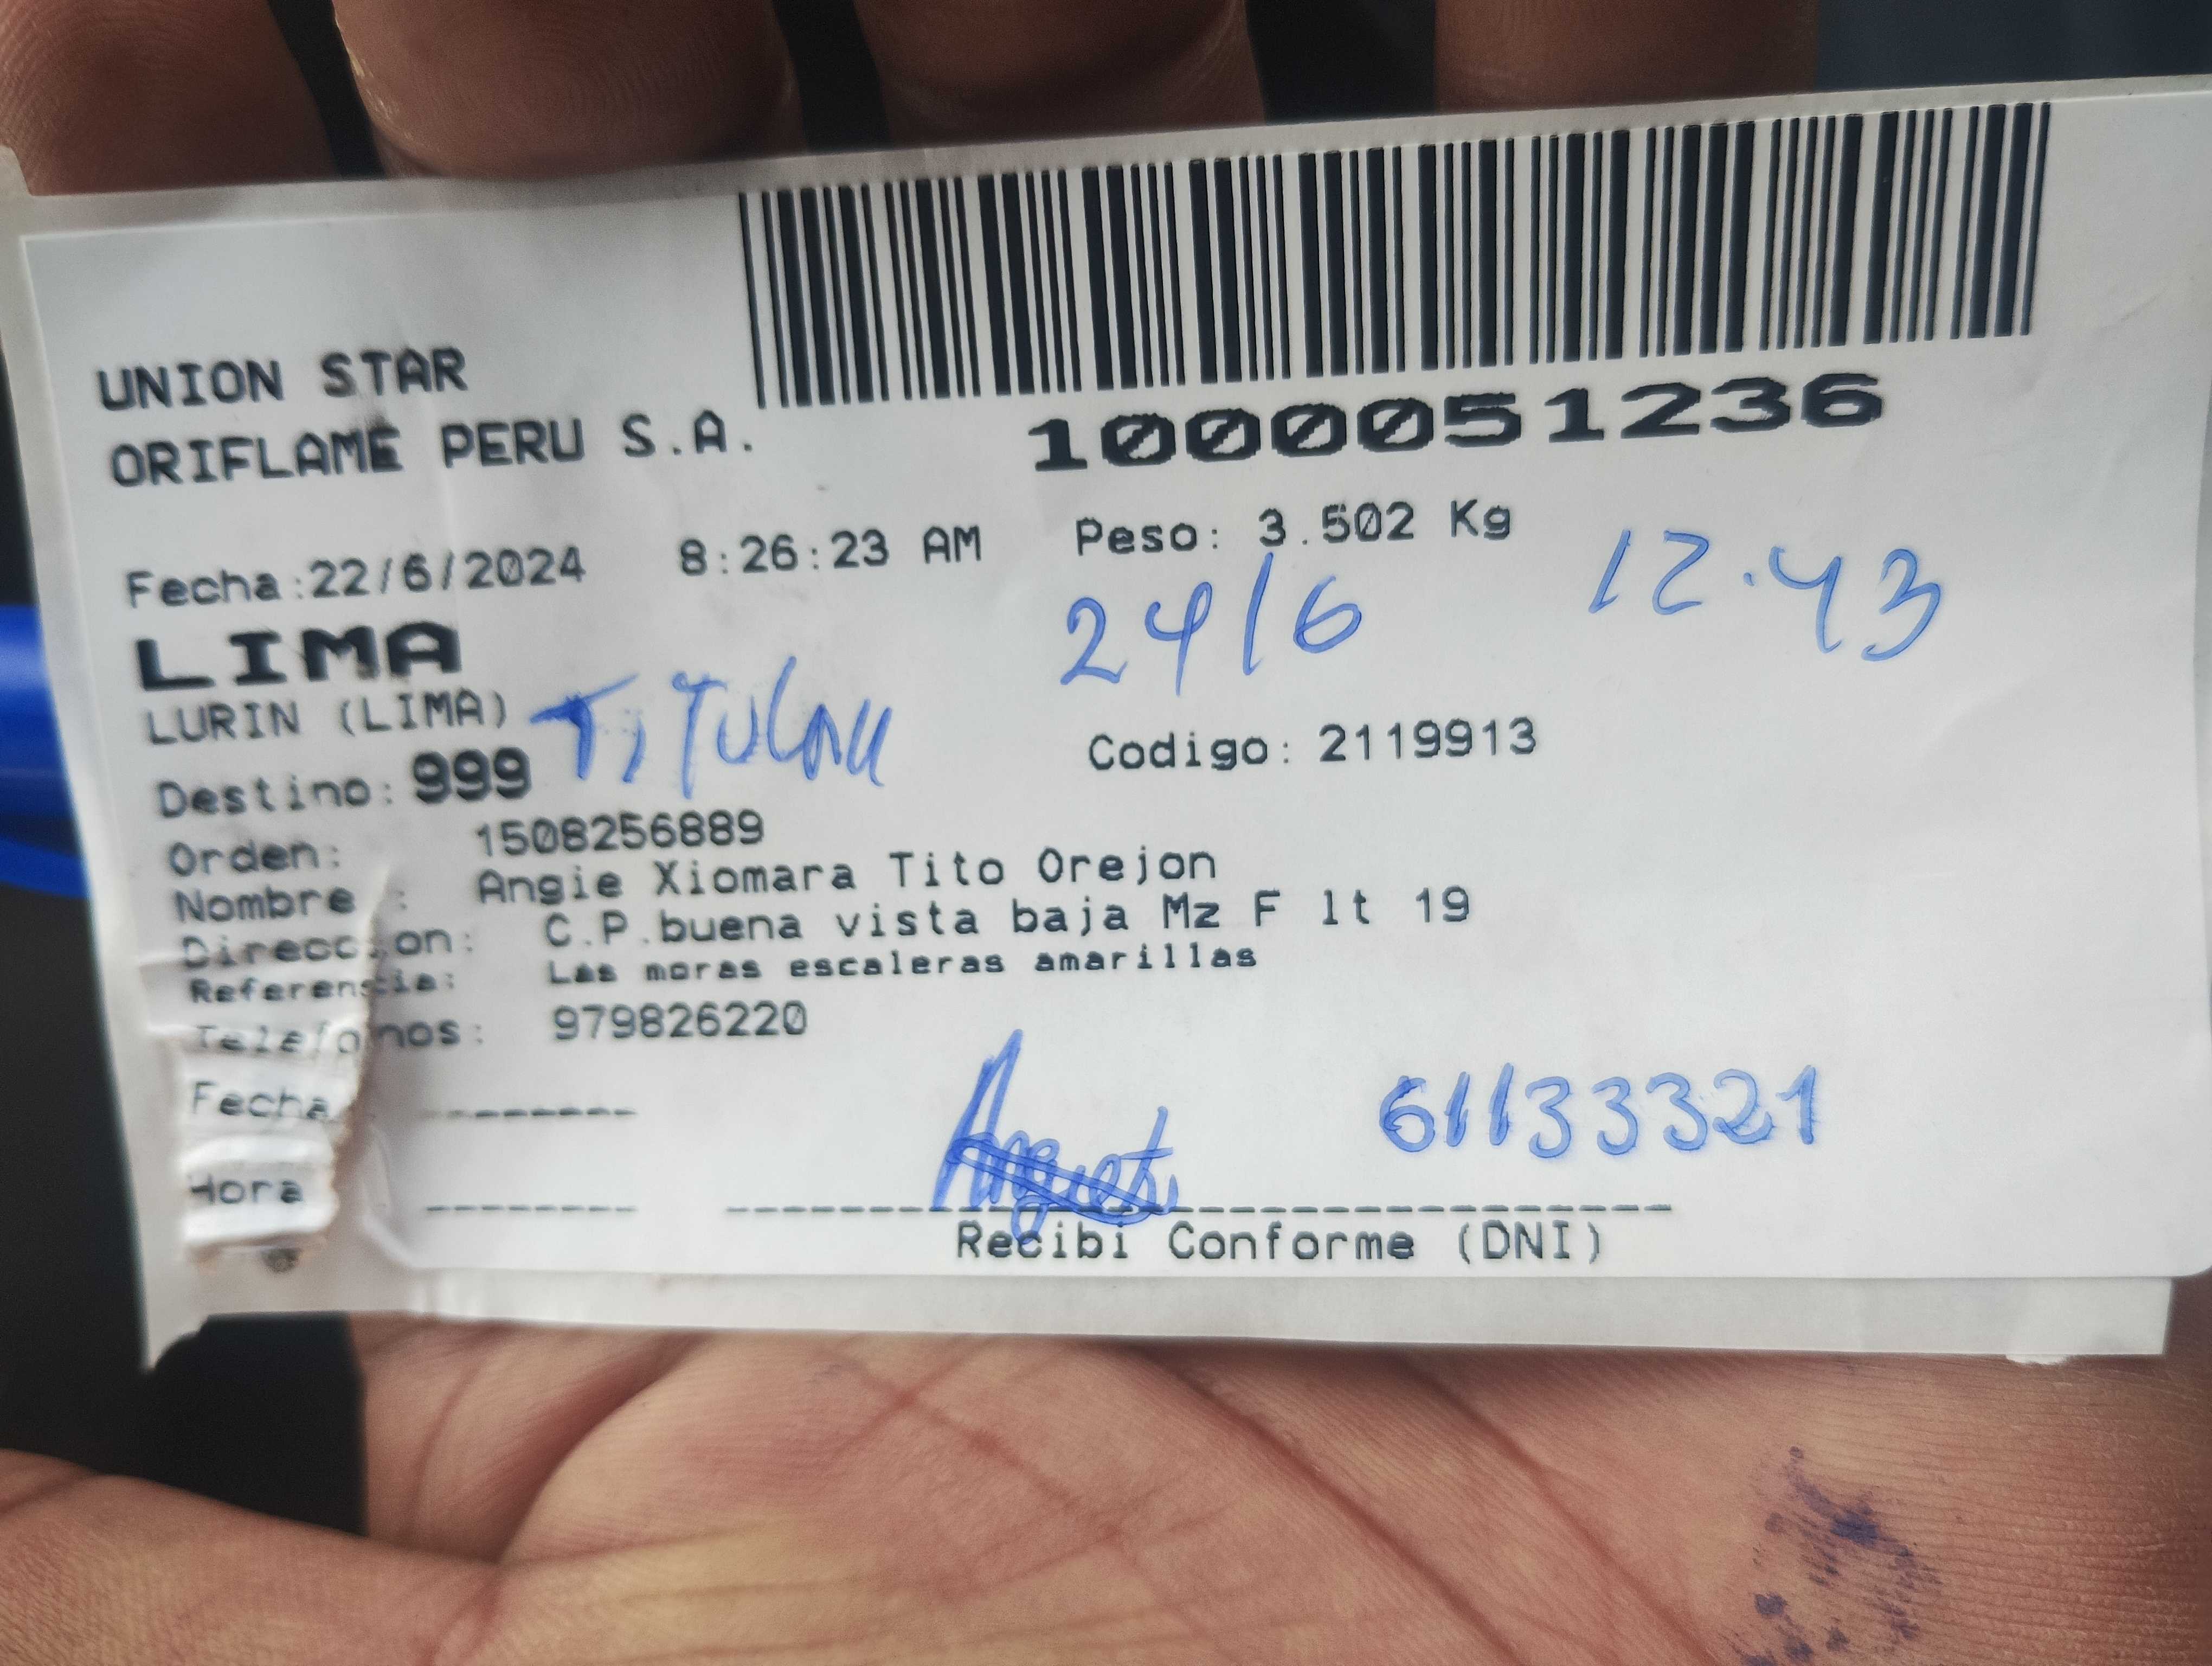 UNION STAR
ORIFLAME PERU S.A.
1000051236
Fecha:22/6/2024 8:26:23 AM Peso: 3.502 Kg
24/6 12.43
LIMA
LURIN (LIMA) TiTULAR
Destino: 999 Codigo: 2119913
Orden: 1508256889
Nombre : Angie Xiomara Tito Orejon
Direccion: C.P.buena vista baja Mz F lt 19
Referencia: Las moras escaleras amarillas
Telefonos: 979826220
Fecha
61133321
Hora
Recibi Conforme (DNI)